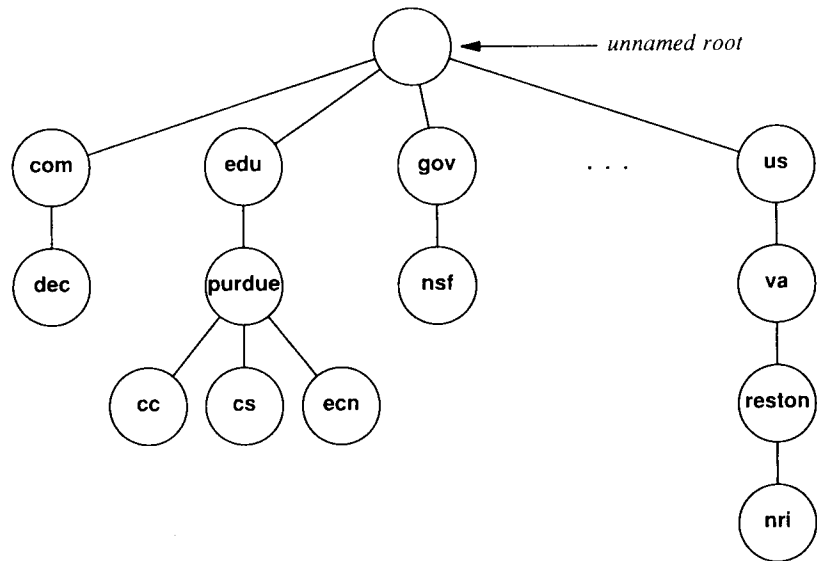 unnamed root
com edu gov . . . us
dec purdue nsf va
cc cs ecn reston
nri